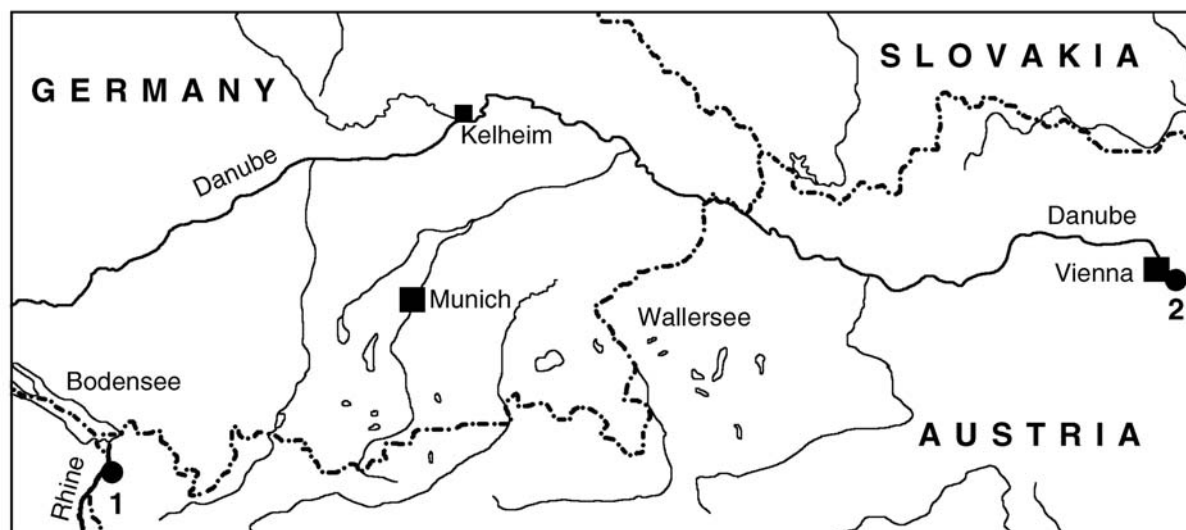 GERMANY
SLOVAKIA
Kelheim
Danube
Danube
Vienna
2
Munich
Wallersee
Bodensee
AUSTRIA
Rhine
1